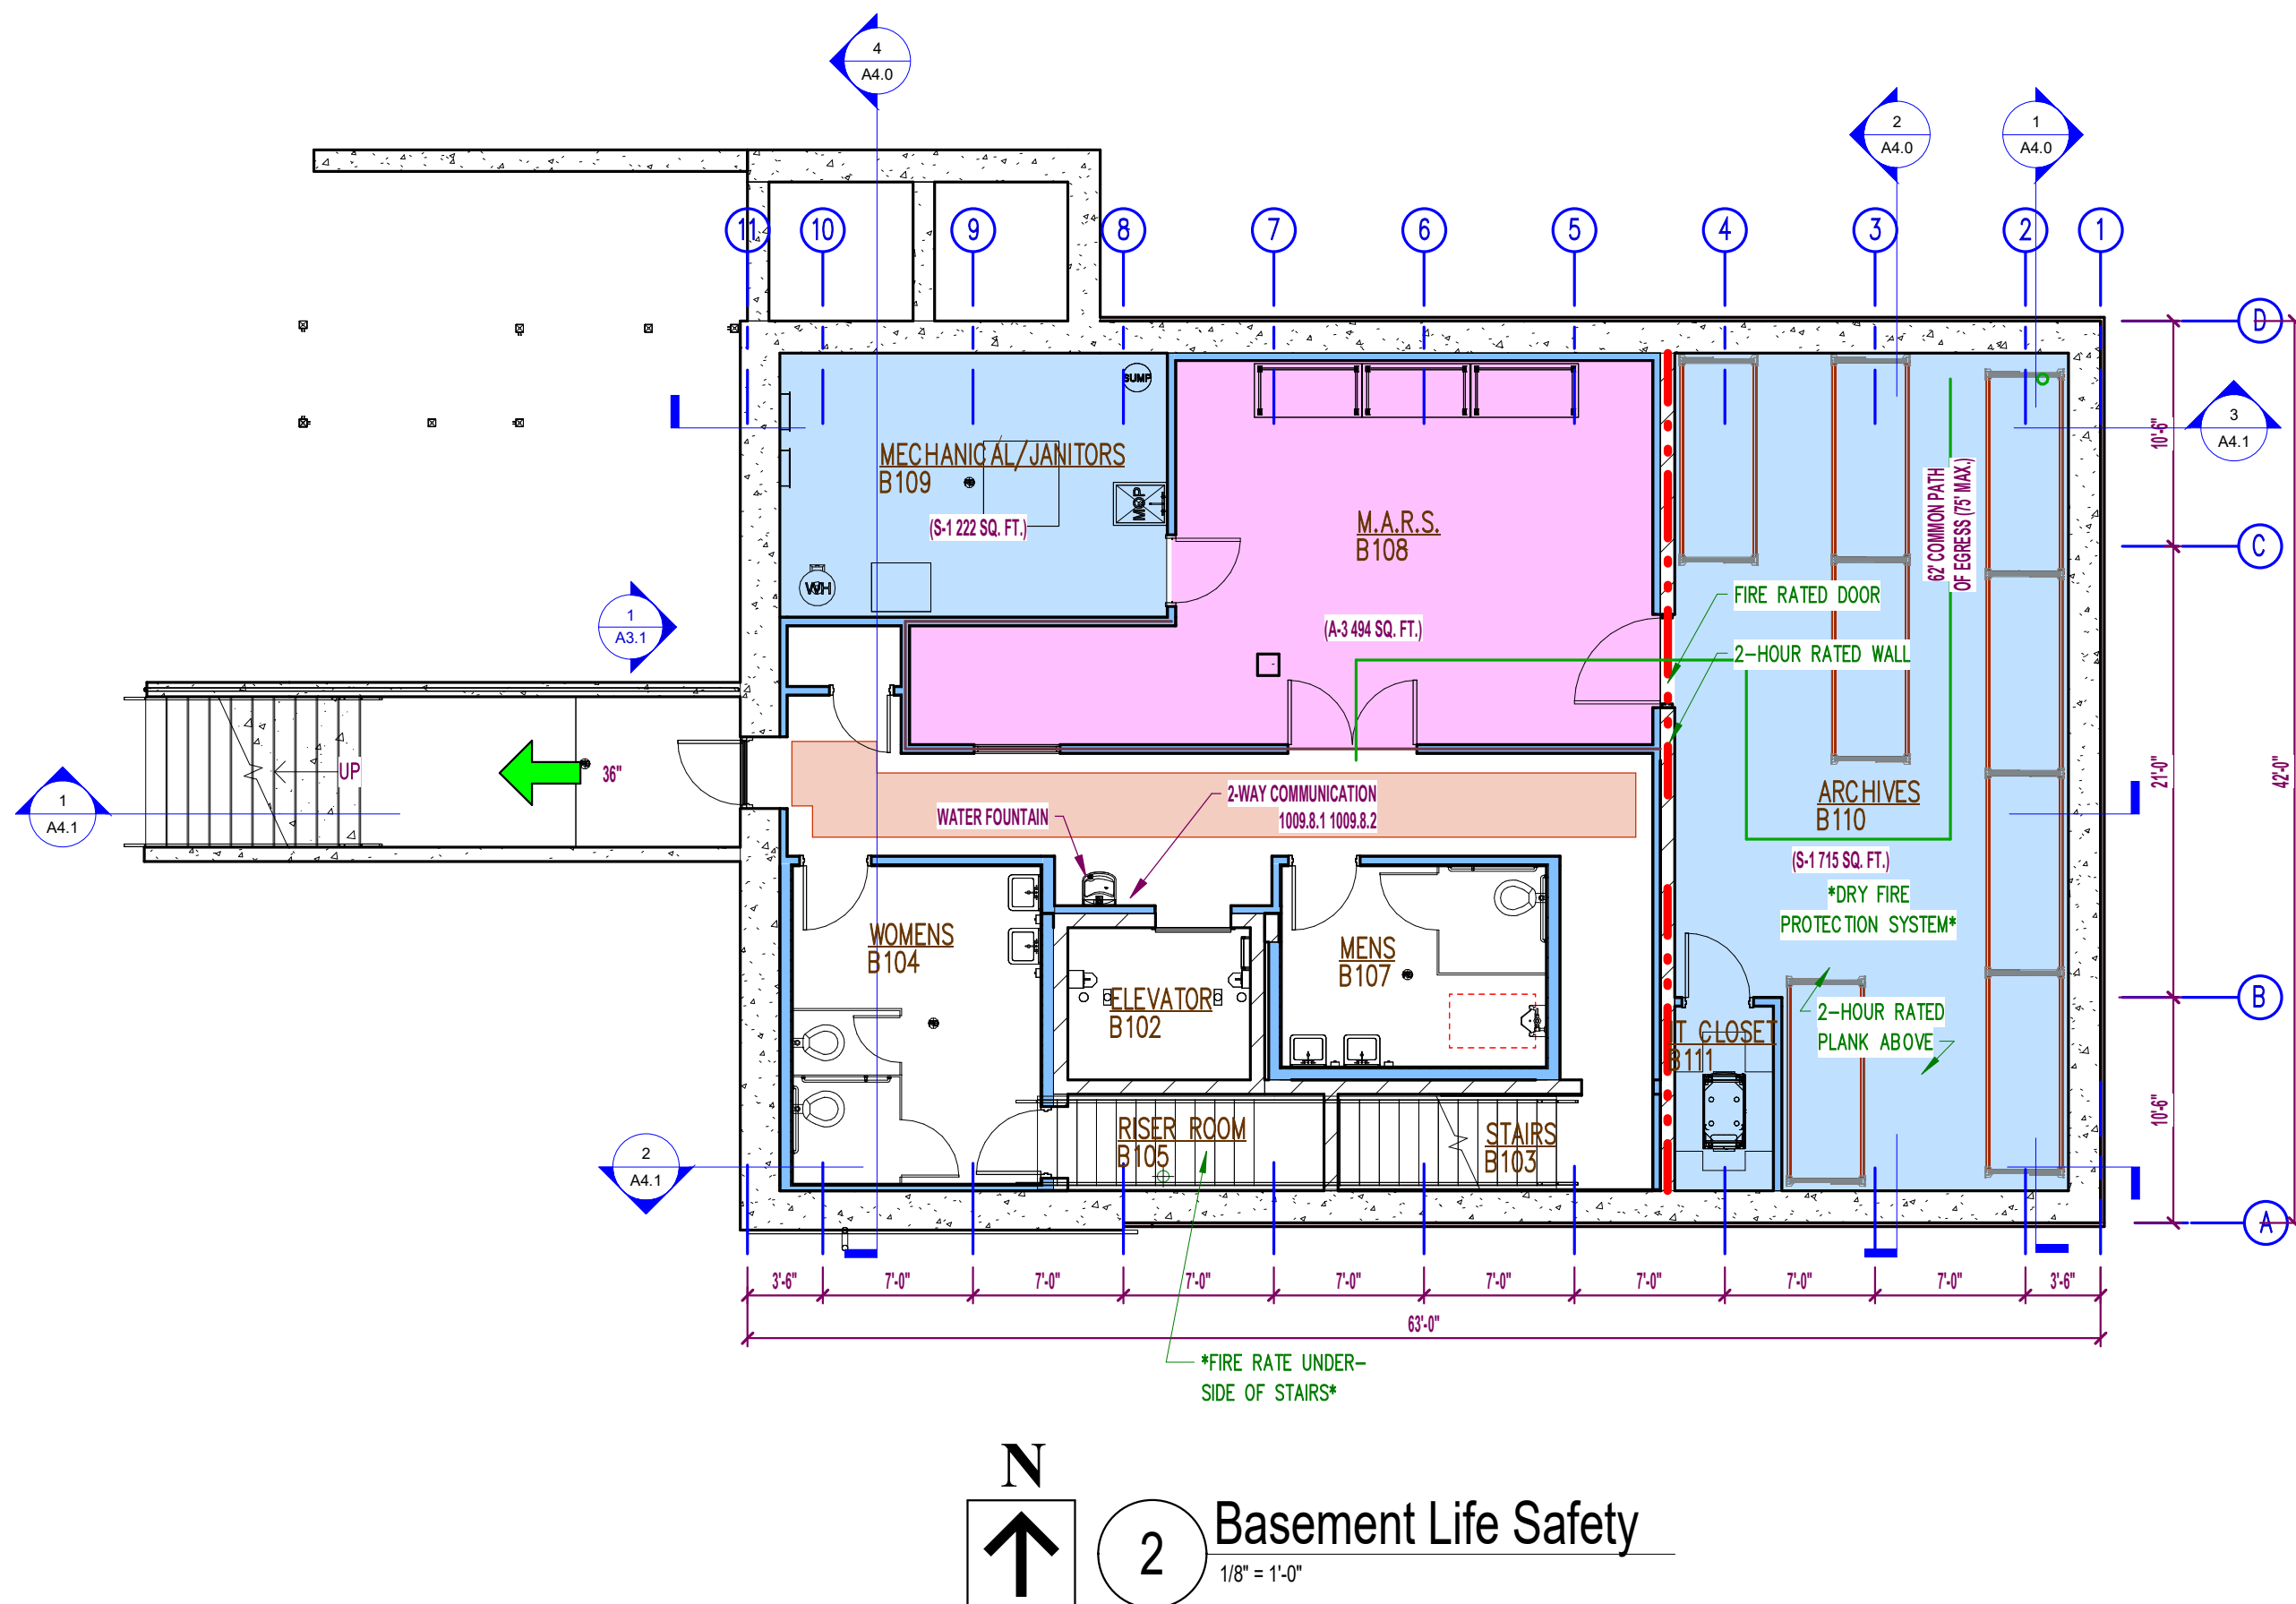 4
A4.0
2
A4.0
1
A4.0
11
10
9
8
7
6
5
4
3
2
1
D
SUMP
3
A4.1
10'-6"
MECHANICAL/JANITORS
B109
MOP
(S-1 222 SQ. FT.)
M.A.R.S.
B108
62' COMMON PATH
OF EGRESS (75' MAX.)
C
WH
1
A3.1
FIRE RATED DOOR
(A-3 494 SQ. FT.)
2-HOUR RATED WALL
UP
36"
21'-0"
42'-0"
1
A4.1
2-WAY COMMUNICATION
1009.8.1 1009.8.2
WATER FOUNTAIN
ARCHIVES
B110
(S-1 715 SQ. FT.)
*DRY FIRE
PROTECTION SYSTEM*
WOMENS
B104
MENS
B107
ELEVATOR
B102
B
2-HOUR RATED
PLANK ABOVE
IT CLOSET
B111
10'-6"
RISER ROOM
B105
STAIRS
B103
2
A4.1
A
3'-6"
7'-0"
7'-0"
7'-0"
7'-0"
7'-0"
7'-0"
7'-0"
7'-0"
3'-6"
63'-0"
*FIRE RATE UNDER-
SIDE OF STAIRS*
N
2
Basement Life Safety
1/8" = 1'-0"